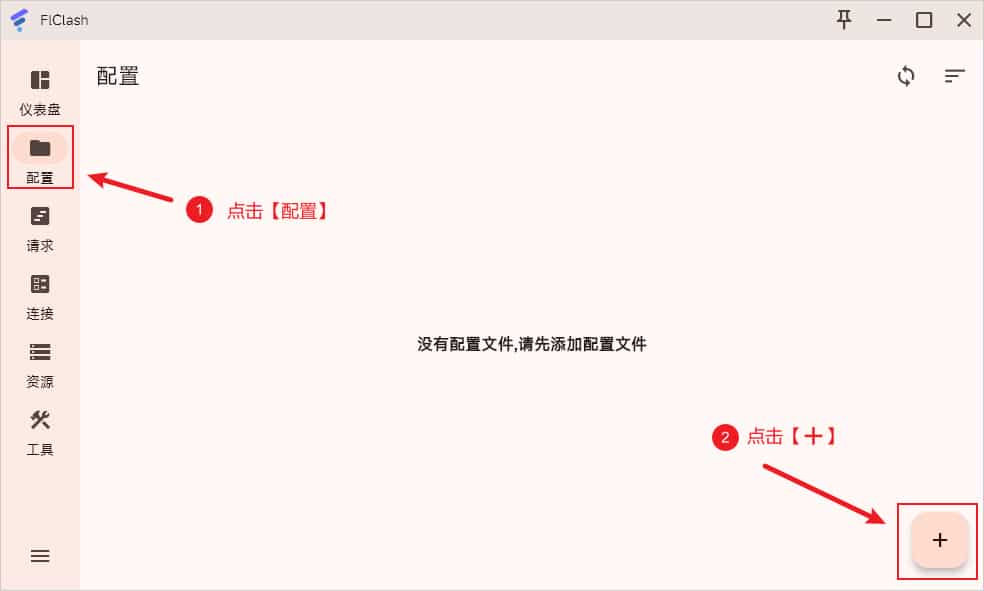 FlClash
配置
仪表盘
配置
请求
连接
资源
工具
1 点击【配置】
没有配置文件,请先添加配置文件
2 点击【＋】
+